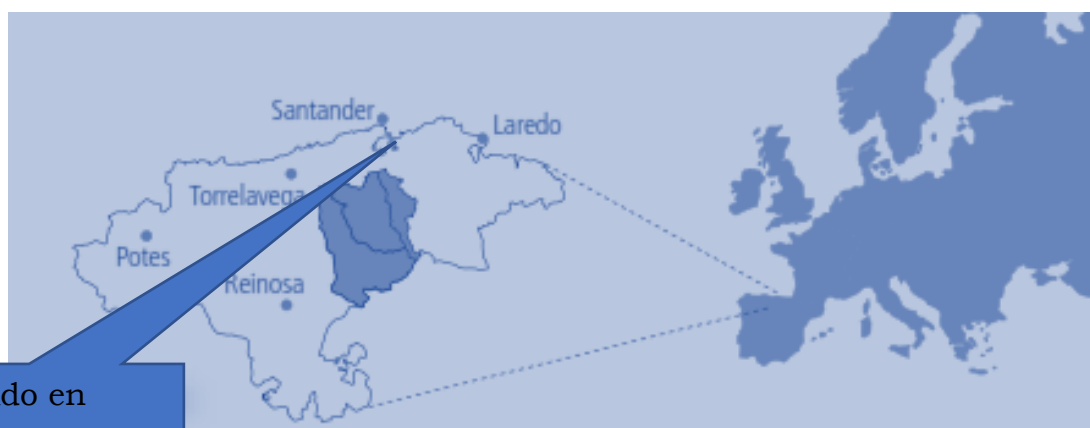 Santander
Laredo
Torrelavega
Potes
Reinosa
do en